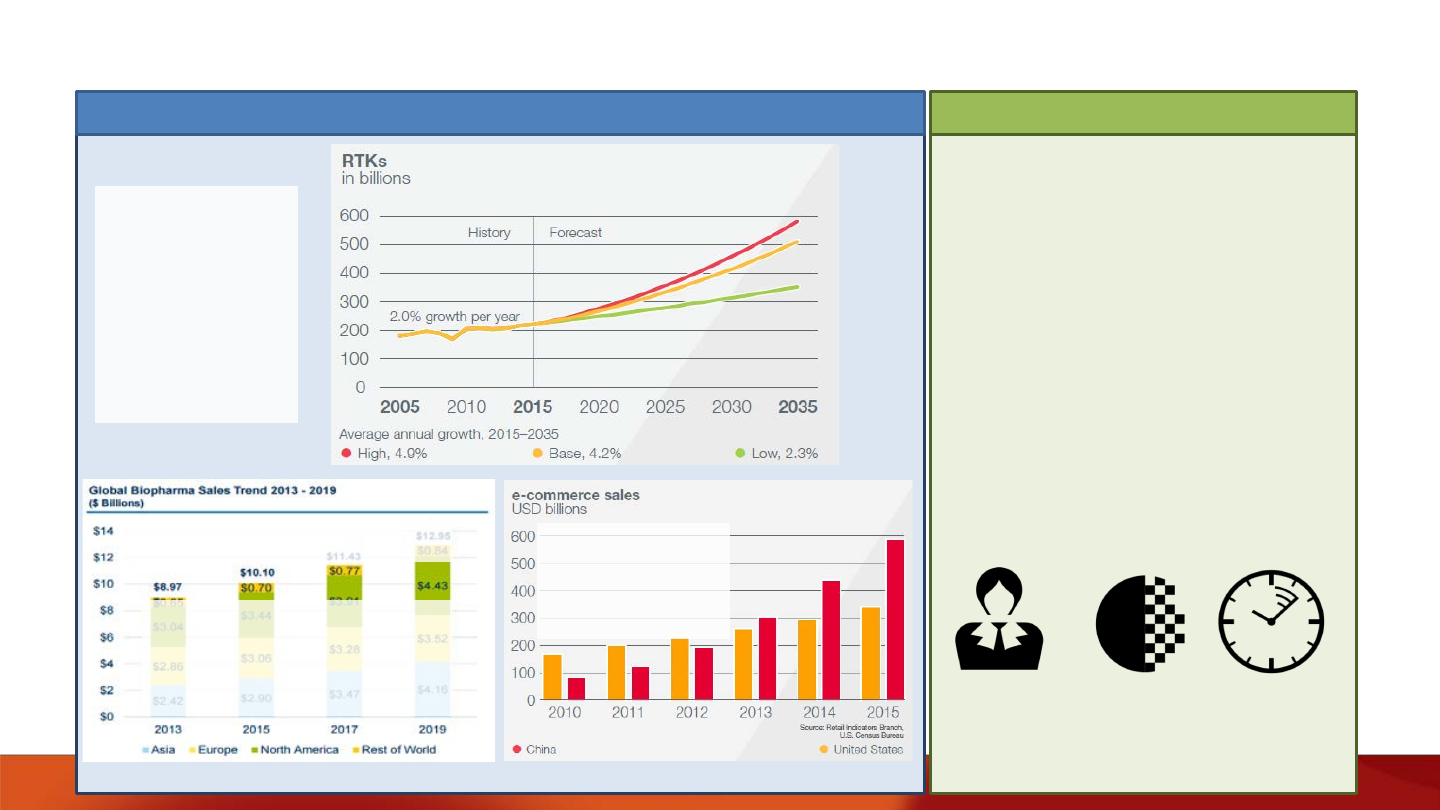 RTKs
in billions
600
History
Forecast
500
400
300
2.0% growth per year
200
100
0
2005 2010 2015 2020 2025 2030 2035
Average annual growth, 2015–2035
High, 4.9% Base, 4.2% Low, 2.3%
Global Biopharma Sales Trend 2013 - 2019
($ Billions)
$14
$12.95
$0.84
$12
$11.43
$0.77
$10.10
$10
$8.97
$0.70
$4.43
$0.65
$8
$3.44
$6
$3.04
$3.52
$3.28
$3.06
$4
$2.86
$4.16
$2
$3.47
$2.90
$2.42
$0
2013 2015 2017 2019
Asia Europe North America Rest of World
e-commerce sales
USD billions
600
500
400
300
200
100
0
2010 2011 2012 2013 2014 2015
Source: Retail Indicators Branch,
U.S. Census Bureau
China United States